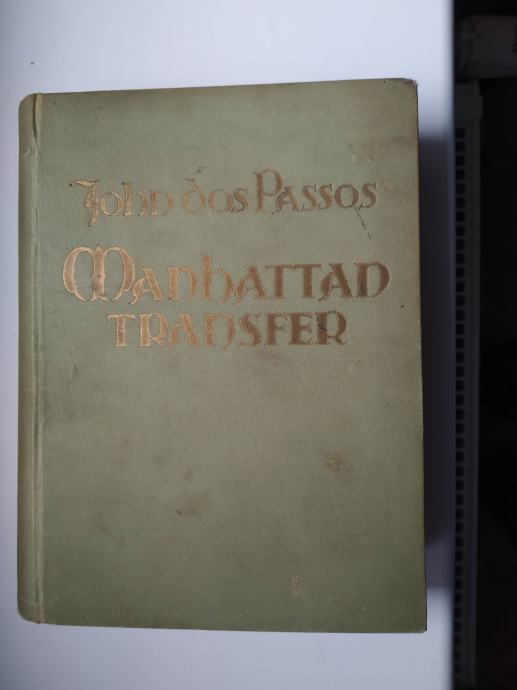 John dos Passos
Manhattan
Transfer